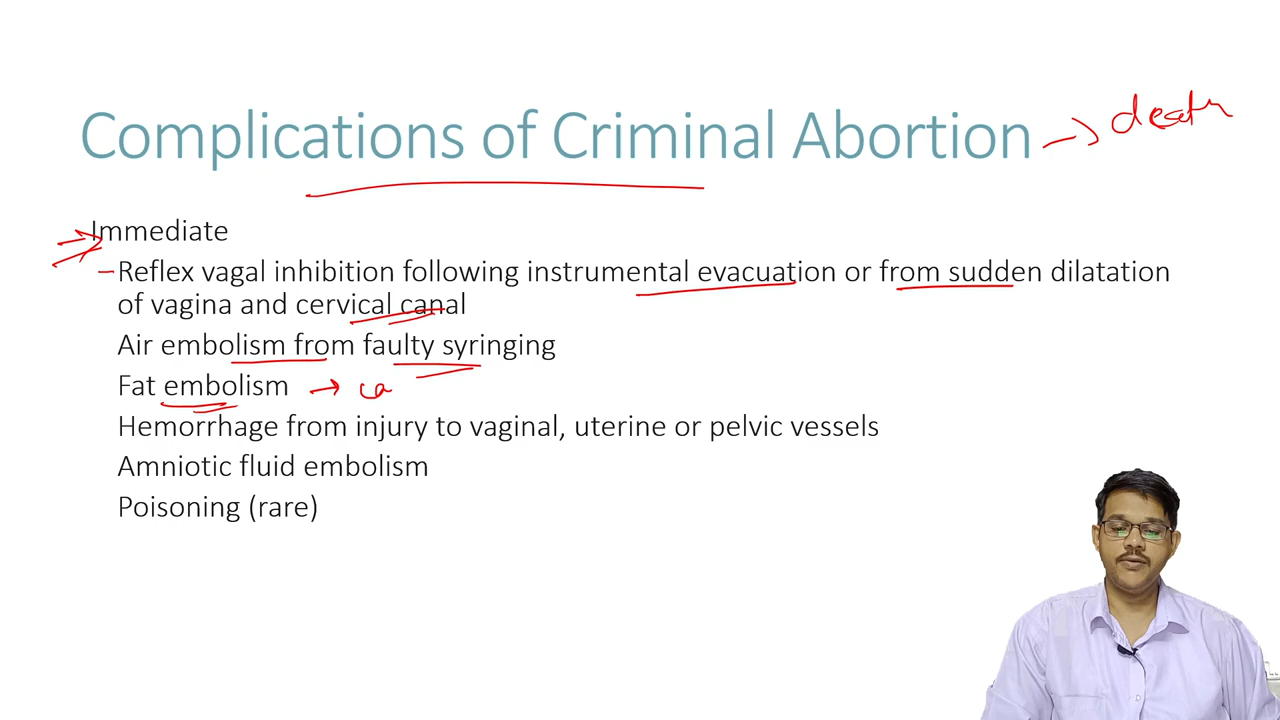 Complications of Criminal Abortion → death
Immediate
Reflex vagal inhibition following instrumental evacuation or from sudden dilatation
of vagina and cervical canal
Air embolism from faulty syringing
Fat embolism → ca
Hemorrhage from injury to vaginal, uterine or pelvic vessels
Amniotic fluid embolism
Poisoning (rare)